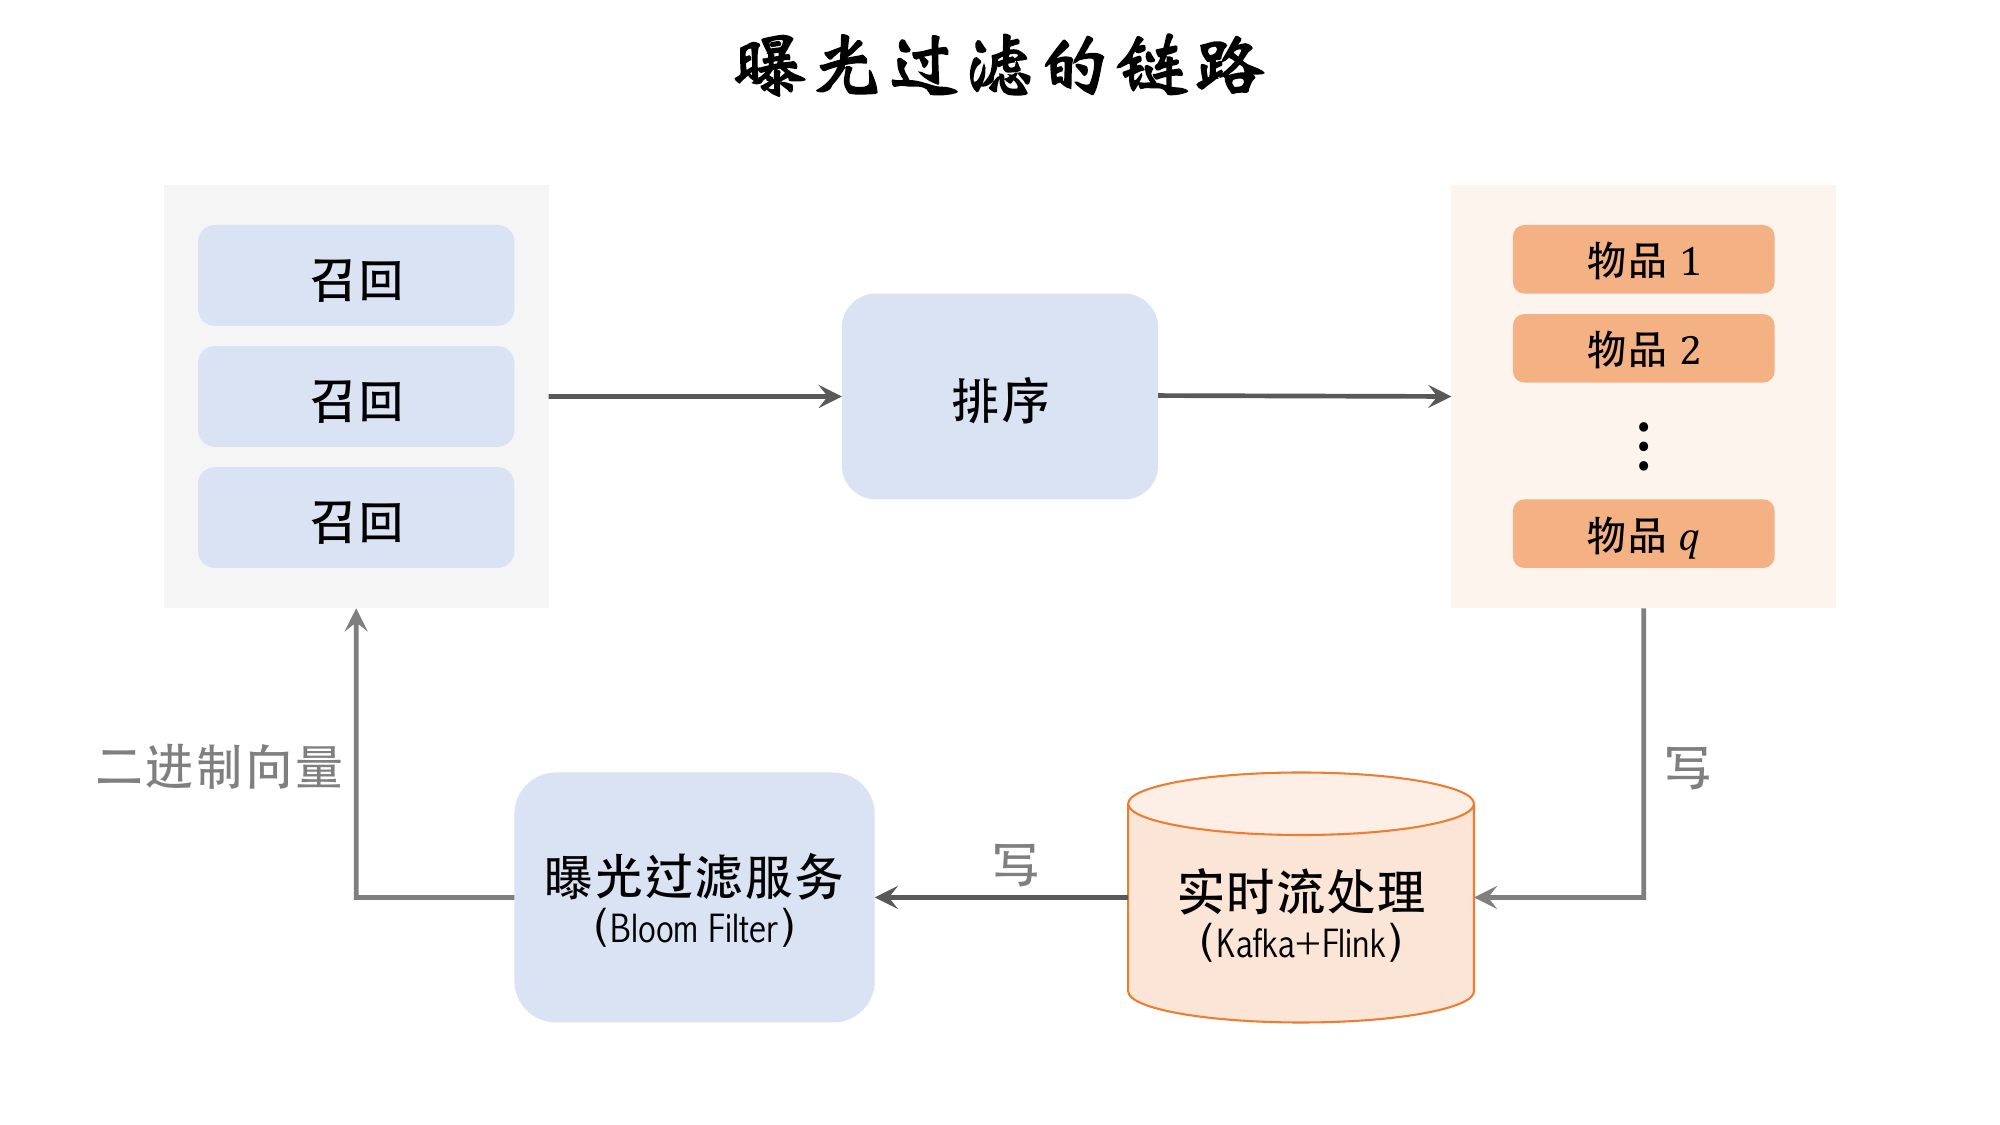 曝光过滤的链路
召回
召回
召回
排序
物品 1
物品 2
⋮
物品 q
二进制向量
曝光过滤服务
(Bloom Filter)
写
实时流处理
(Kafka+Flink)
写